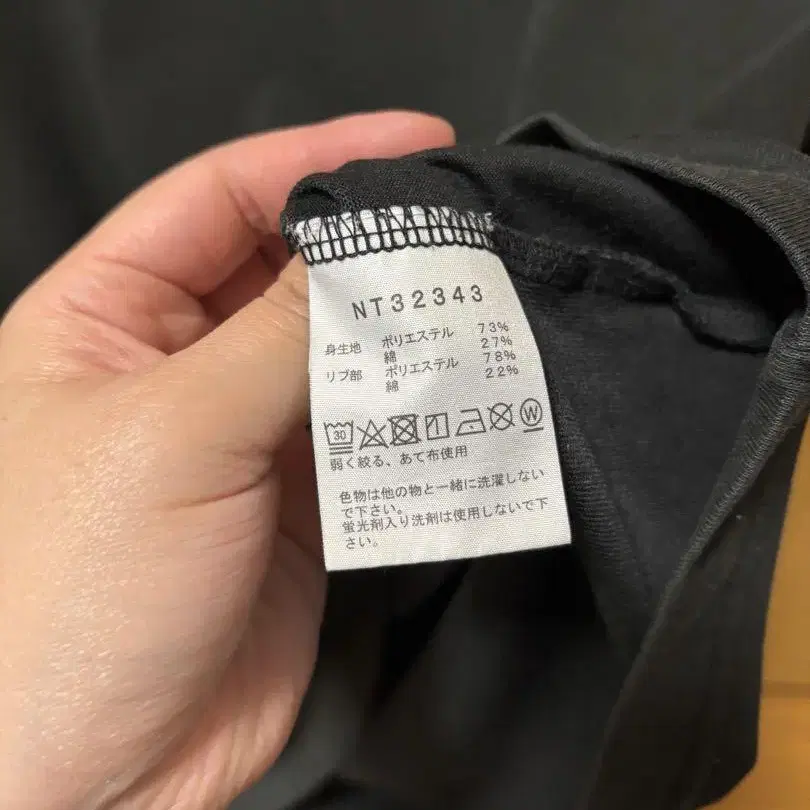 NT32343
身生地 ポリエステル 73%
綿 27%
リブ部 ポリエステル 78%
綿 22%
30 W
弱く絞る、あて布使用
色物は他の物と一緒に洗濯しない
で下さい。
蛍光剤入り洗剤は使用しないで下
さい。